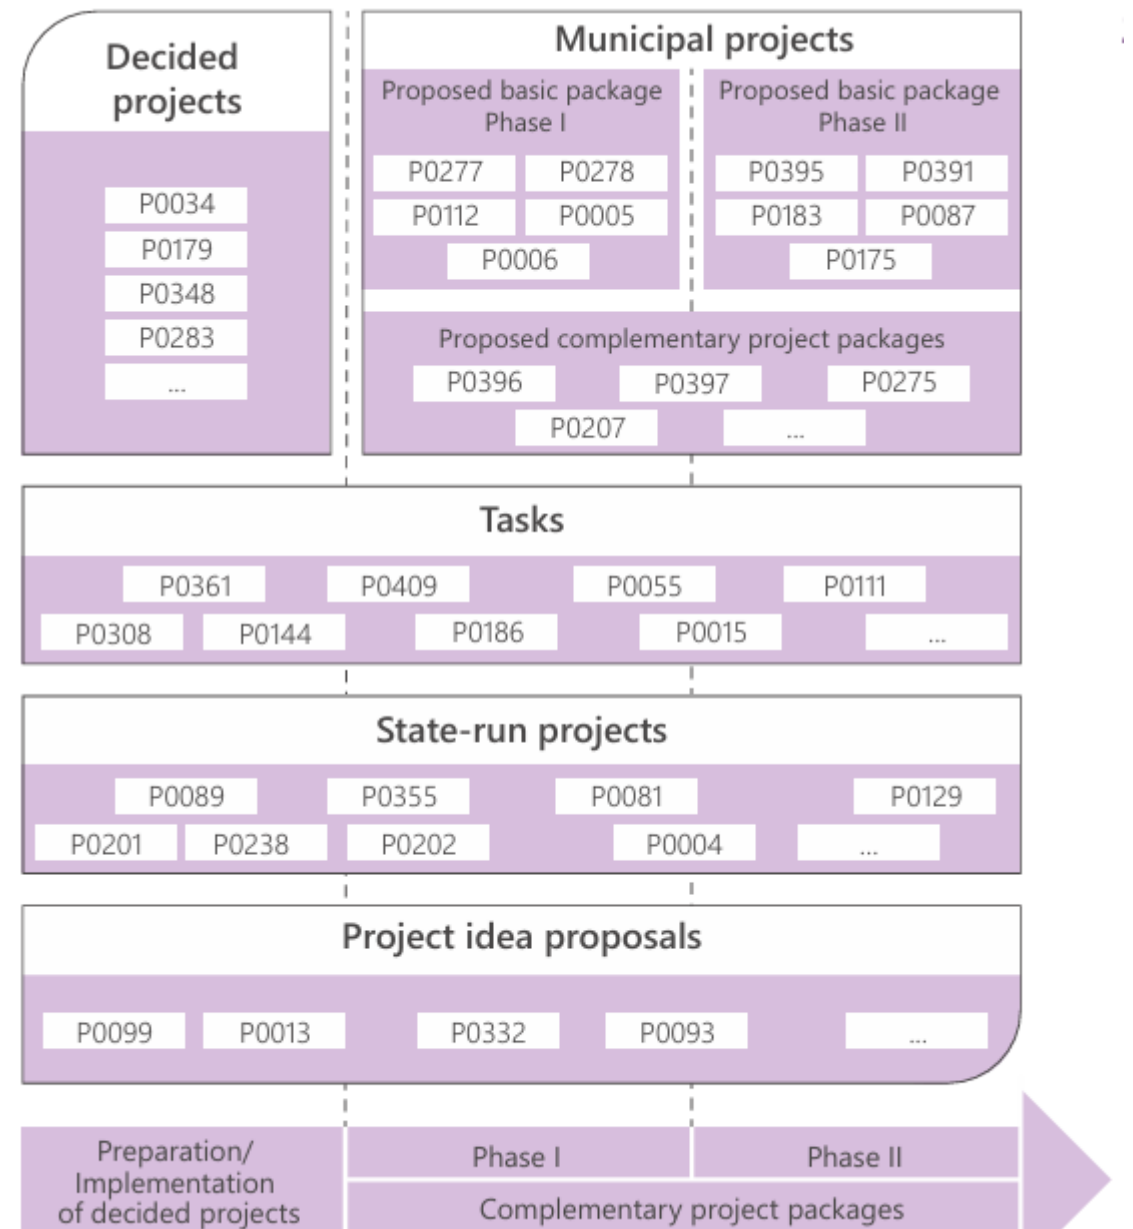 Decided
projects
P0034
P0179
P0348
P0283
...
Municipal projects
Proposed basic package
Phase I
P0277 P0278
P0112 P0005
P0006
Proposed basic package
Phase II
P0395 P0391
P0183 P0087
P0175
Proposed complementary project packages
P0396 P0397 P0275
P0207 ...
Tasks
P0361 P0409 P0055 P0111
P0308 P0144 P0186 P0015 ...
State-run projects
P0089 P0355 P0081 P0129
P0201 P0238 P0202 P0004 ...
Project idea proposals
P0099 P0013 P0332 P0093 ...
Preparation/
Implementation
of decided projects
Phase I Phase II
Complementary project packages